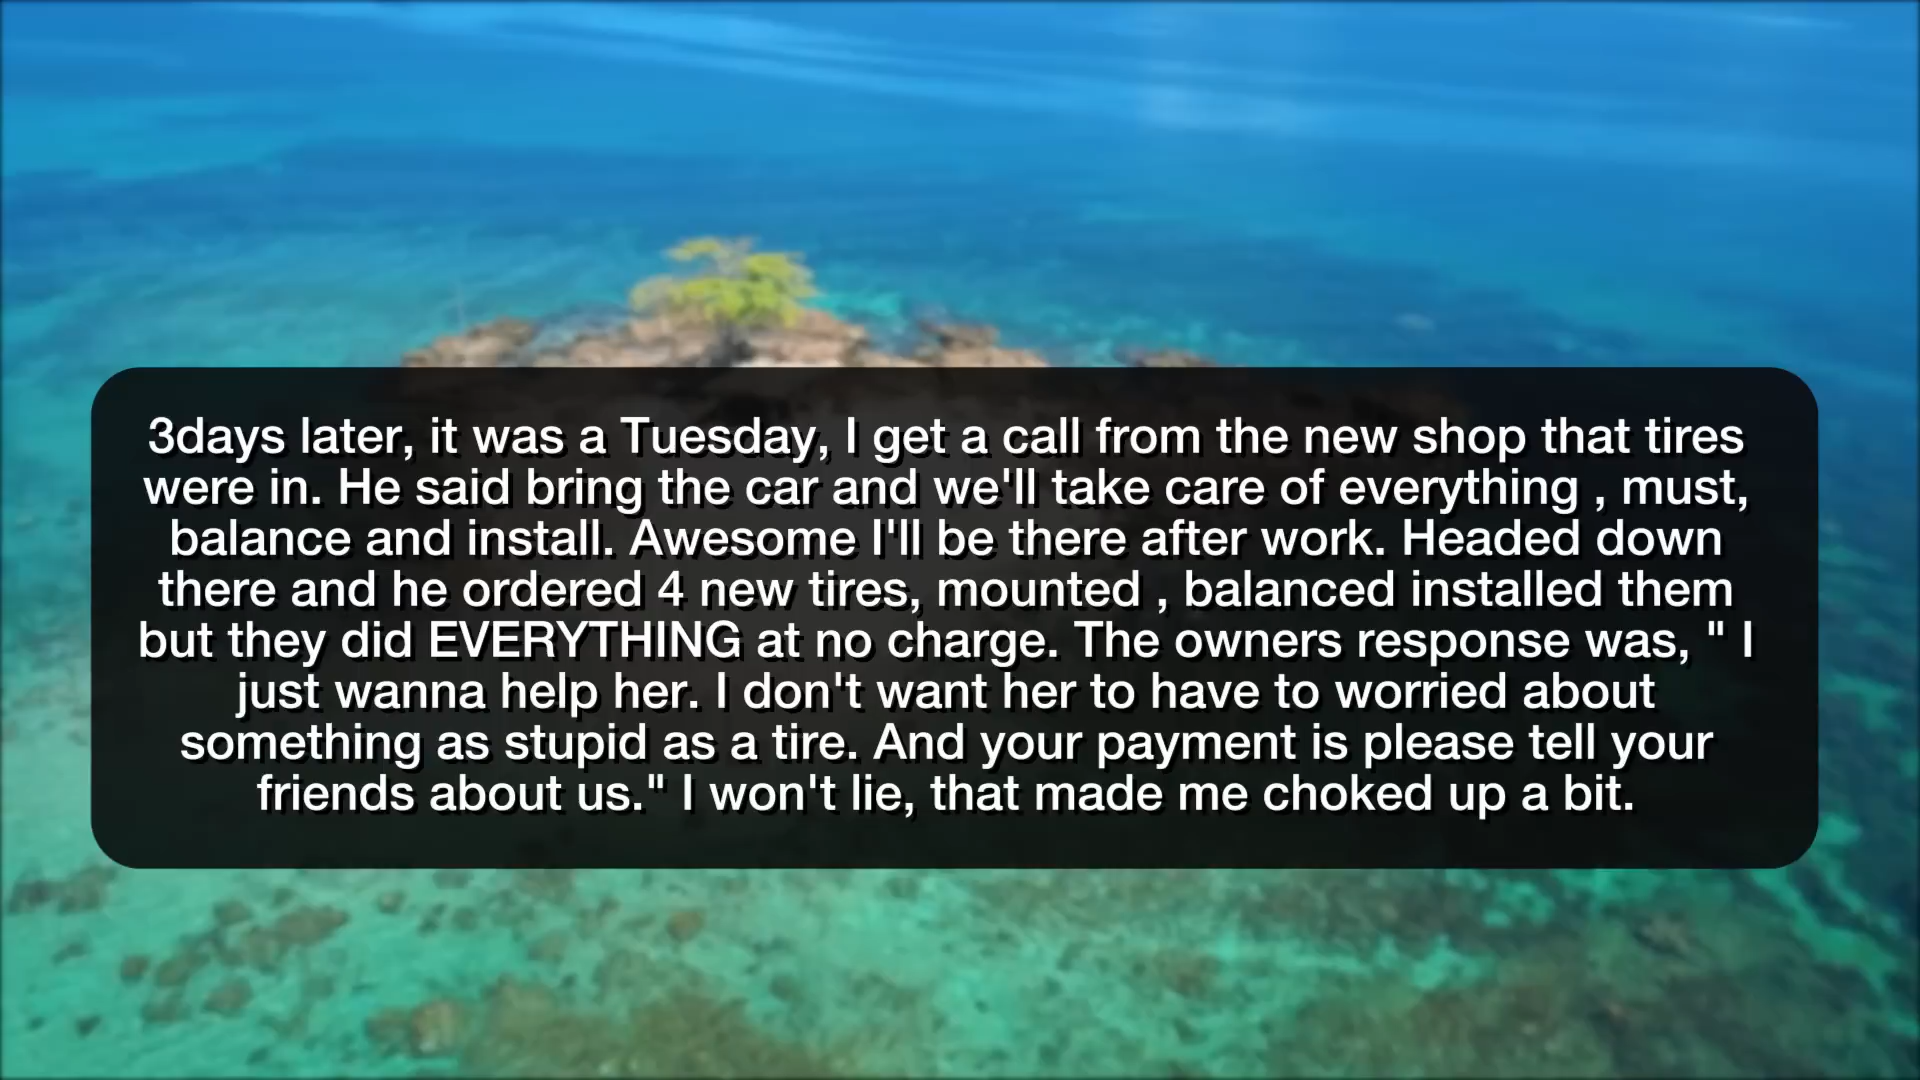 3days later, it was a Tuesday, I get a call from the new shop that tires
were in. He said bring the car and we'll take care of everything , must,
balance and install. Awesome I'll be there after work. Headed down
there and he ordered 4 new tires, mounted , balanced installed them
but they did EVERYTHING at no charge. The owners response was, " I
just wanna help her. I don't want her to have to worried about
something as stupid as a tire. And your payment is please tell your
friends about us." I won't lie, that made me choked up a bit.